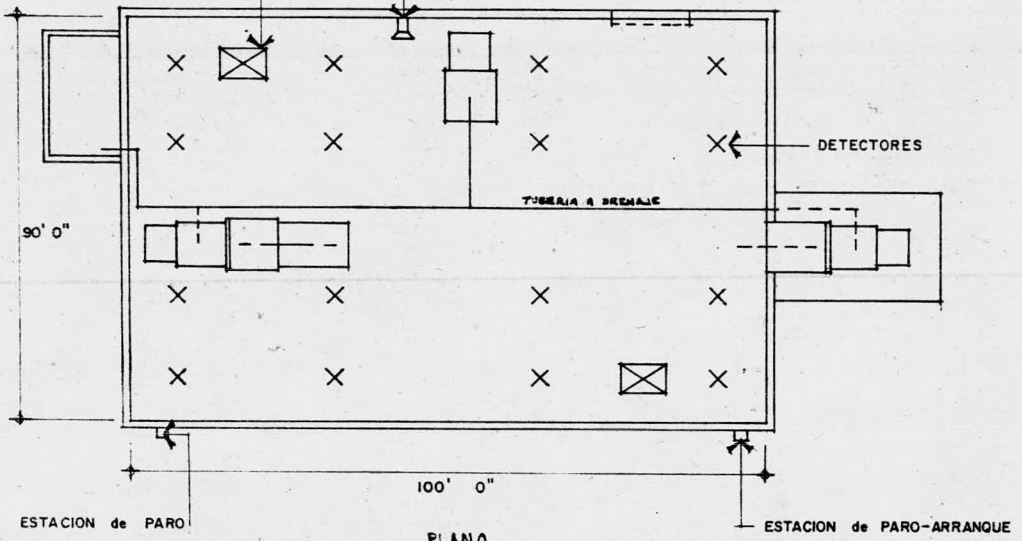 DETECTORES
TUBERIA A DRENAJE
90' 0"
100' 0"
ESTACION de PARO
ESTACION de PARO-ARRANQUE
PLANO